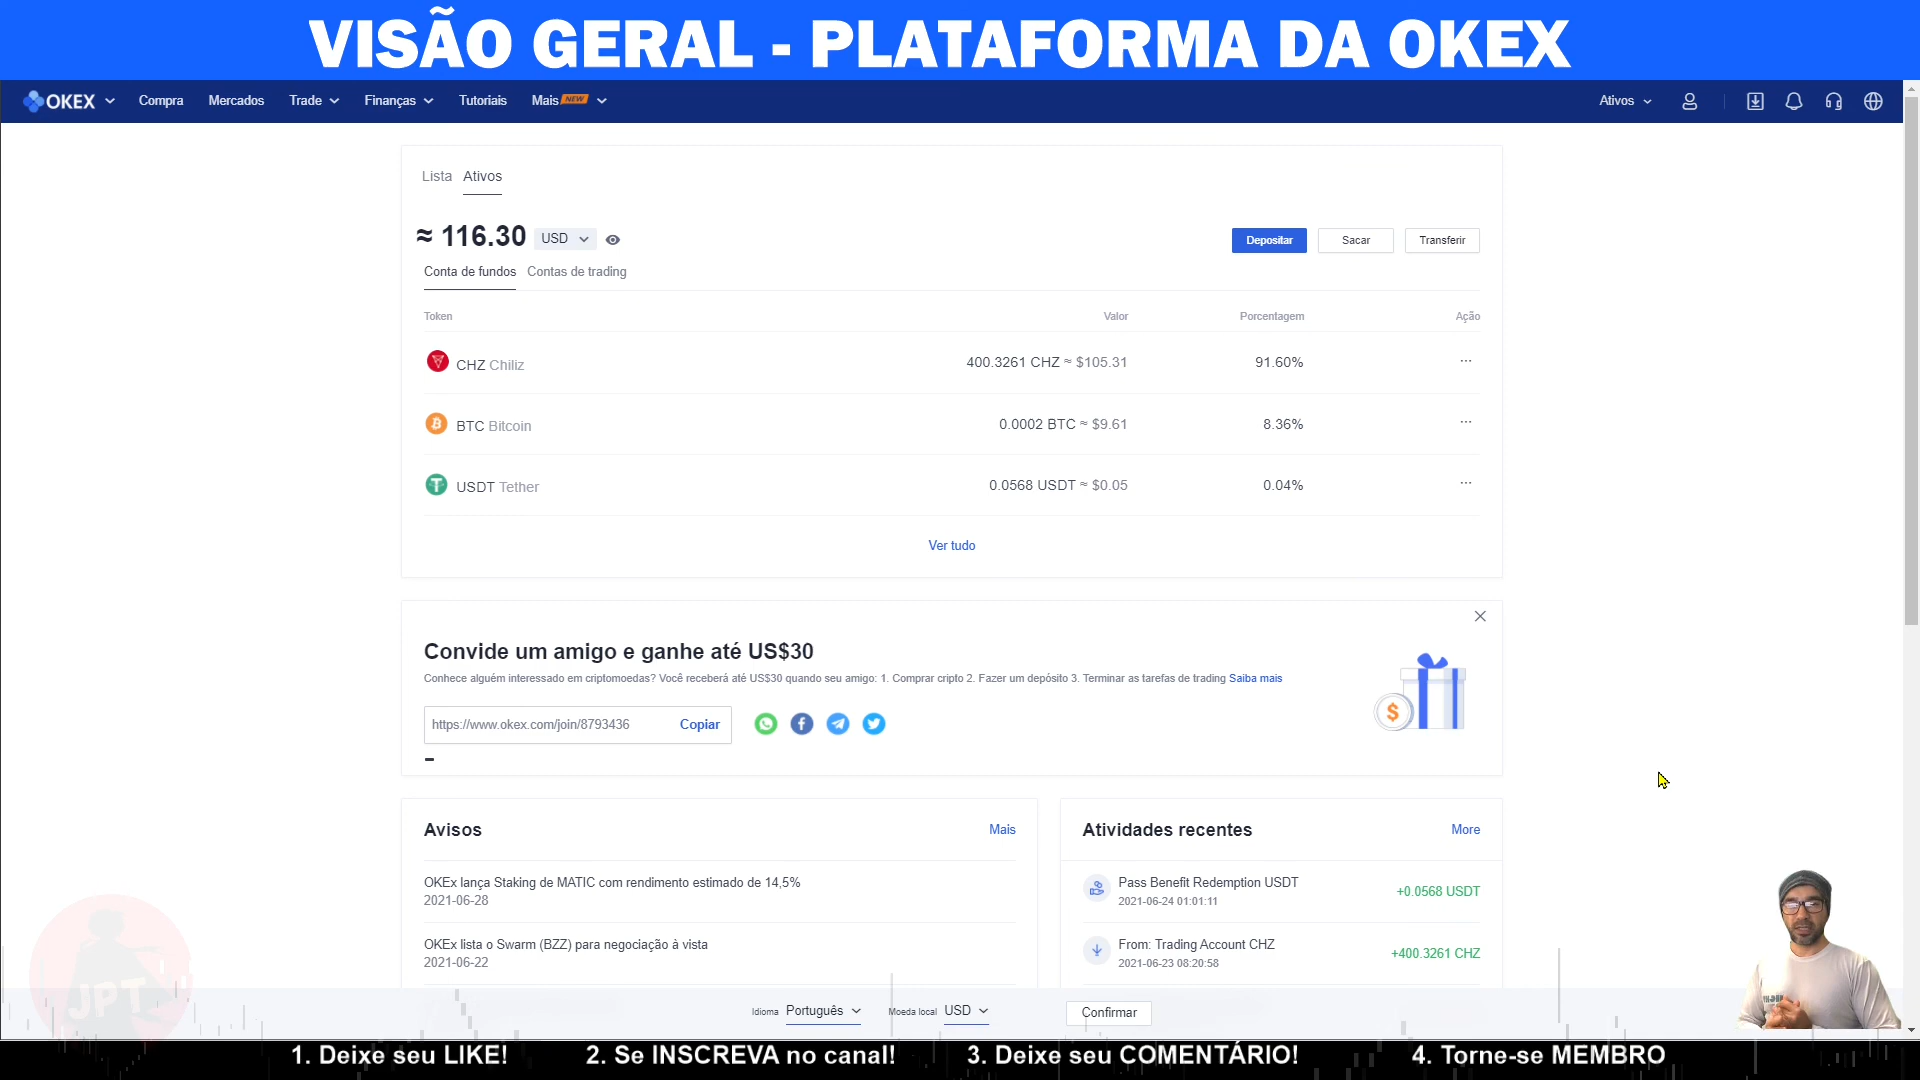 VISÃO GERAL - PLATAFORMA DA OKEX
OKEX Compra Mercados Trade Finanças Tutoriais Mais NEW Ativos
Lista Ativos
≈ 116.30 USD
Depositar Sacar Transferir
Conta de fundos Contas de trading
Token Valor Porcentagem Ação
CHZ Chiliz 400.3261 CHZ ≈ $105.31 91.60% ...
BTC Bitcoin 0.0002 BTC ≈ $9.61 8.36% ...
USDT Tether 0.0568 USDT ≈ $0.05 0.04% ...
Ver tudo
Convide um amigo e ganhe até US$30
Conhece alguém interessado em criptomoedas? Você receberá até US$30 quando seu amigo: 1. Comprar cripto 2. Fazer um depósito 3. Terminar as tarefas de trading Saiba mais
https://www.okex.com/join/8793436 Copiar
Avisos Mais
OKEx lança Staking de MATIC com rendimento estimado de 14,5%
2021-06-28
OKEx lista o Swarm (BZZ) para negociação à vista
2021-06-22
Atividades recentes More
Pass Benefit Redemption USDT +0.0568 USDT
2021-06-24 01:01:11
From: Trading Account CHZ +400.3261 CHZ
2021-06-23 08:20:58
JPT
Idioma Português Moeda local USD Confirmar
1. Deixe seu LIKE! 2. Se INSCREVA no canal! 3. Deixe seu COMENTÁRIO! 4. Torne-se MEMBRO